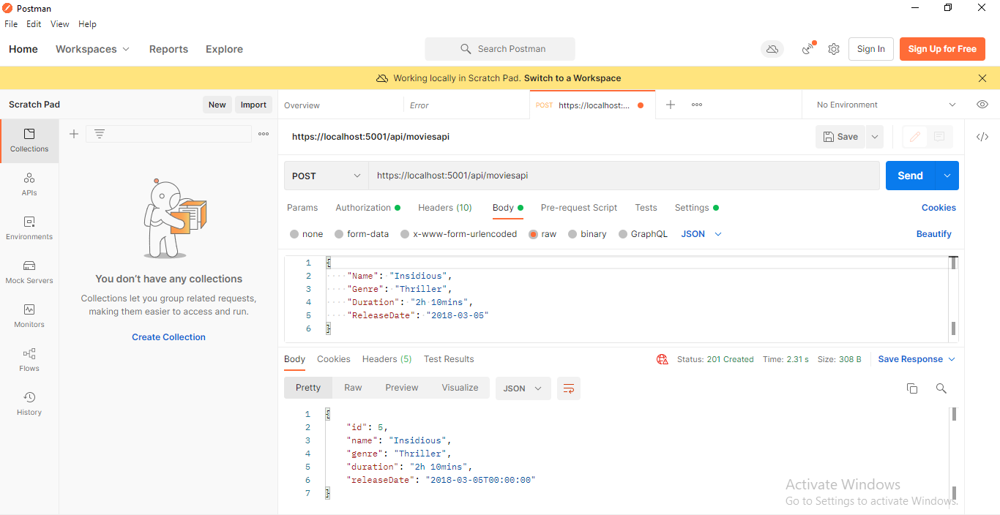 Postman
File Edit View Help
Home Workspaces Reports Explore Search Postman Sign In Sign Up for Free
Working locally in Scratch Pad. Switch to a Workspace
Scratch Pad New Import Overview Error POST https://localhost:... No Environment
Collections
APIs
Environments
Mock Servers
Monitors
Flows
History
You don't have any collections
Collections let you group related requests,
making them easier to access and run.
Create Collection
https://localhost:5001/api/moviesapi Save
POST https://localhost:5001/api/moviesapi Send
Params Authorization Headers (10) Body Pre-request Script Tests Settings Cookies
none form-data x-www-form-urlencoded raw binary GraphQL JSON Beautify
1 {
2 "Name": "Insidious",
3 "Genre": "Thriller",
4 "Duration": "2h 10mins",
5 "ReleaseDate": "2018-03-05"
6 }
Body Cookies Headers (5) Test Results Status: 201 Created Time: 2.31 s Size: 308 B Save Response
Pretty Raw Preview Visualize JSON
1 {
2 "id": 5,
3 "name": "Insidious",
4 "genre": "Thriller",
5 "duration": "2h 10mins",
6 "releaseDate": "2018-03-05T00:00:00"
7 }
Activate Windows
Go to Settings to activate Windows.